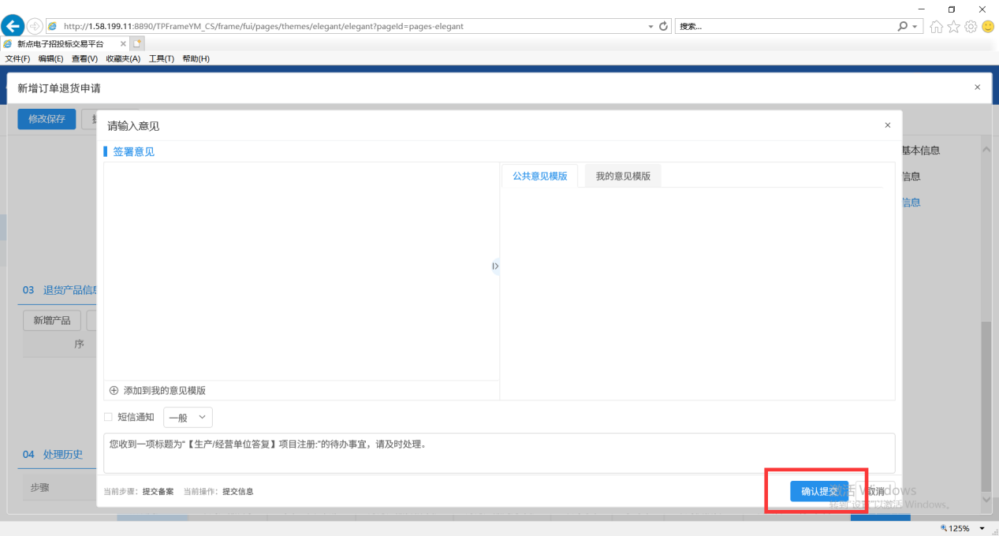 http://1.58.199.11:8890/TPFrameYM_CS/frame/fui/pages/themes/elegant/elegant?pageId=pages-elegant
搜索...
新点电子招投标交易平台
文件(F) 编辑(E) 查看(V) 收藏夹(A) 工具(T) 帮助(H)
新增订单退货申请
修改保存
请输入意见
签署意见
基本信息
公共意见模版 我的意见模版
信息
信息
03 退货产品信息
新增产品
序
添加到我的意见模版
短信通知 一般
您收到一项标题为“【生产/经营单位答复】项目注册:”的待办事宜，请及时处理。
04 处理历史
步骤
当前步骤：提交备案 当前操作：提交信息
确认提交 取消
激活 Windows
转到“设置”以激活 Windows。
125%